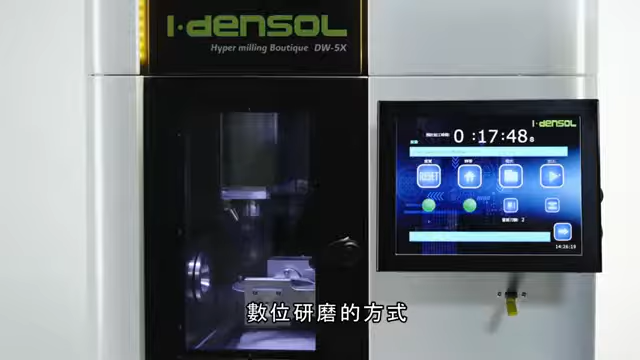 I·DENSOL
Hyper milling Boutique DW-5X
I·DENSOL
0 :17:48
RESET
14:26:19
數位研磨的方式